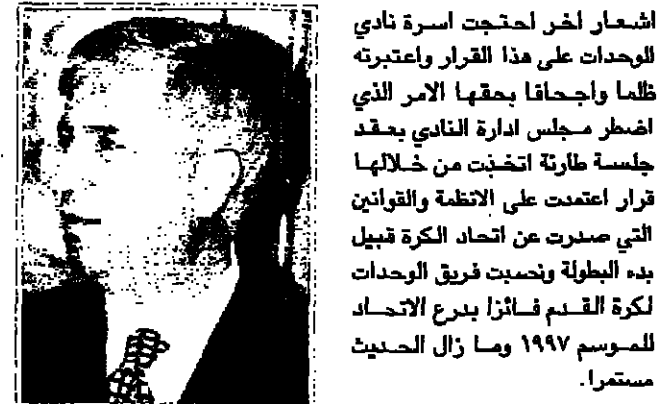 اشعار اخر احتجت اسرة نادي
الوحدات على هذا القرار واعتبرته
ظلما واجحافا بحقها الامر الذي
اضطر مجلس ادارة النادي بعقد
جلسة طارئة اتخذت من خلالها
قرار اعتمدت على الانظمة والقوانين
التي صدرت عن اتحاد الكرة قبيل
بدء البطولة ونصبت فريق الوحدات
لكرة القدم فائزا بدرع الاتحاد
للموسم ١٩٩٧ وما زال الحديث
مستمرا.